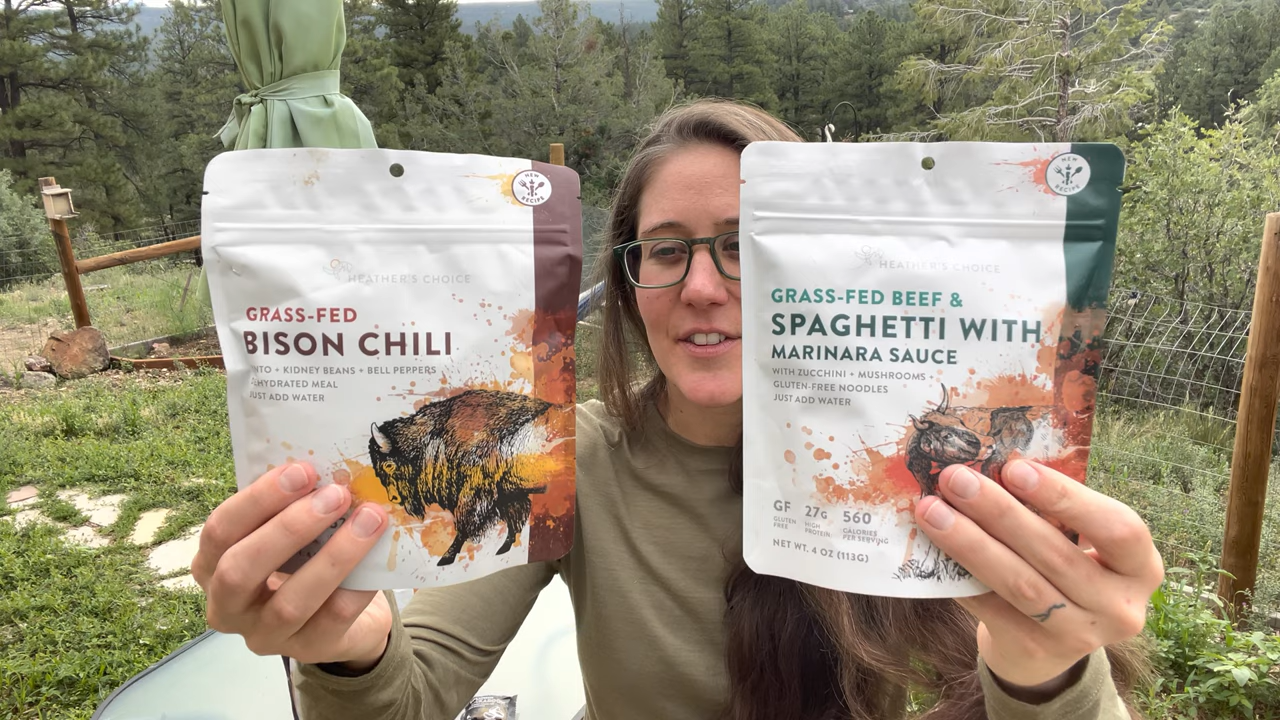 NEW
RECIPE
HEATHER'S CHOICE
GRASS-FED
BISON CHILI
KIDNEY BEANS + BELL PEPPERS
MEAL
JUST ADD WATER
NEW
RECIPE
HEATHER'S CHOICE
GRASS-FED BEEF &
SPAGHETTI WITH
MARINARA SAUCE
WITH ZUCCHINI + MUSHROOMS +
GLUTEN-FREE NOODLES
JUST ADD WATER
GF 27G 560
GLUTEN FREE HIGH PROTEIN CALORIES PER SERVING
NET WT. 4 OZ (113G)